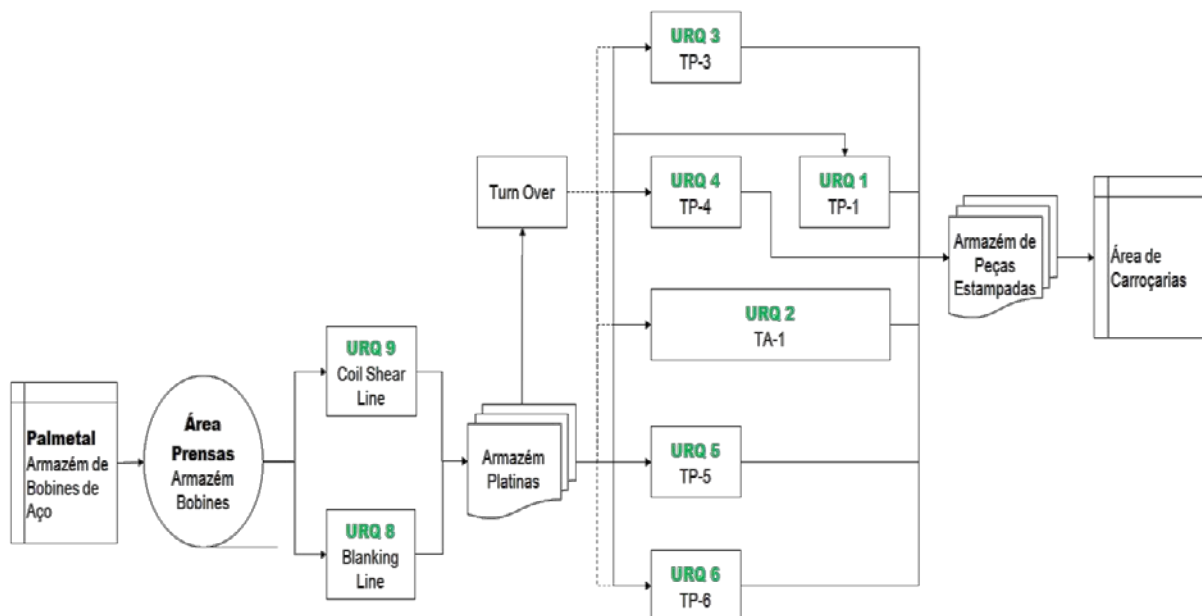 Palmetal
Armazém de
Bobines de
Aço
Área
Prensas
Armazém
Bobines
URQ 9
Coil Shear
Line
URQ 8
Blanking
Line
Armazém
Platinas
Turn Over
URQ 3
TP-3
URQ 4
TP-4
URQ 1
TP-1
URQ 2
TA-1
URQ 5
TP-5
URQ 6
TP-6
Armazém de
Peças
Estampadas
Área de
Carroçarias